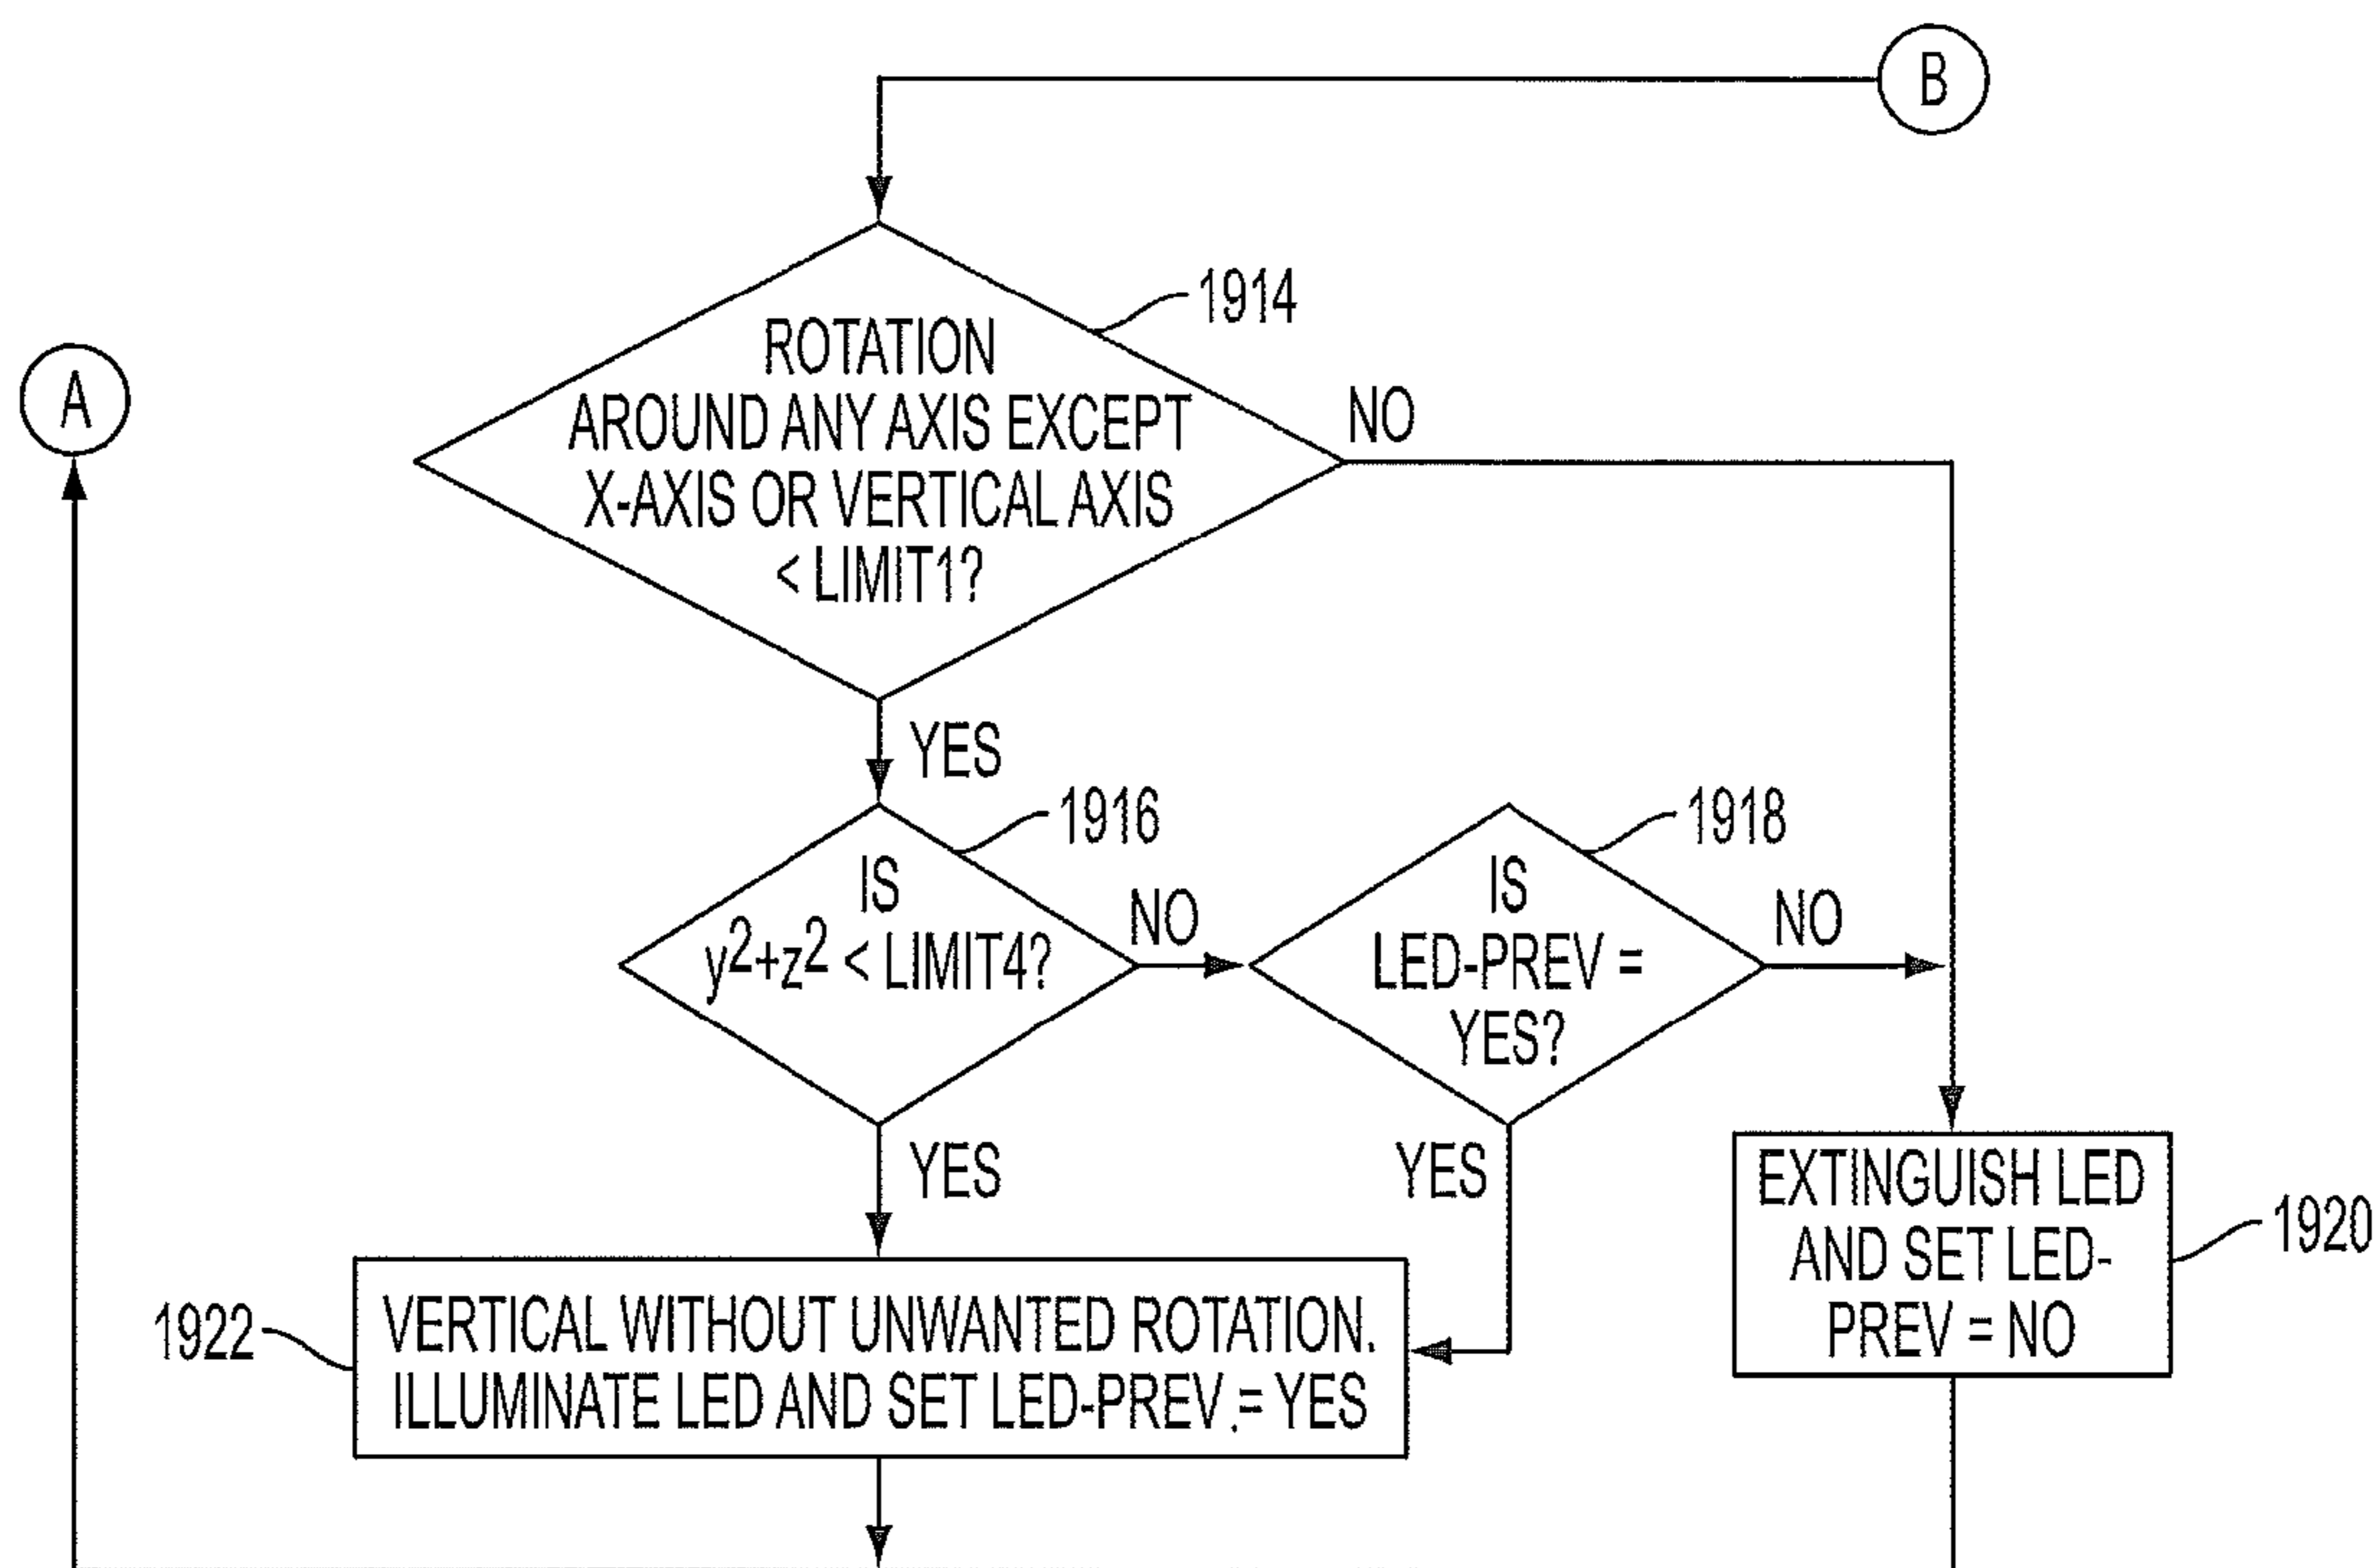 B
1914
ROTATION
AROUND ANY AXIS EXCEPT
X-AXIS OR VERTICAL AXIS
< LIMIT1?
NO
A
YES
1916
IS
y²+z² < LIMIT4?
NO
1918
IS
LED-PREV =
YES?
NO
YES
YES
EXTINGUISH LED
AND SET LED-
PREV = NO
1920
1922
VERTICAL WITHOUT UNWANTED ROTATION.
ILLUMINATE LED AND SET LED-PREV.= YES